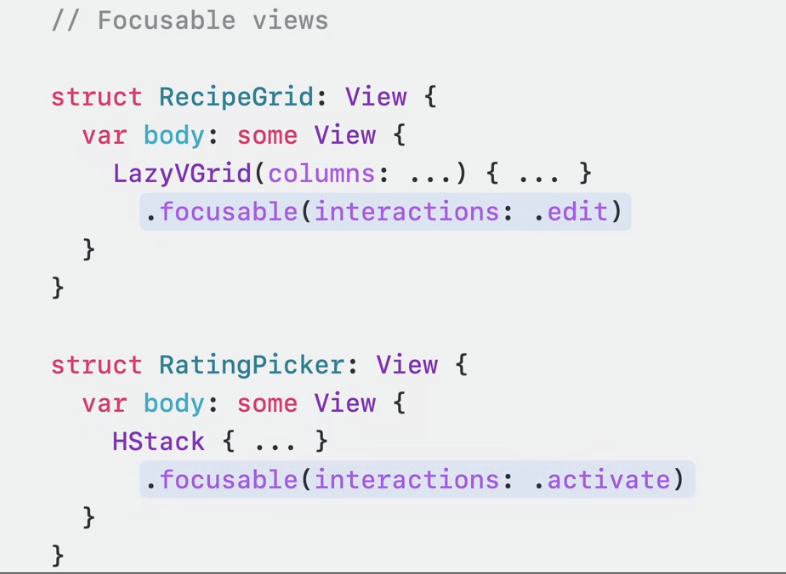 // Focusable views
struct RecipeGrid: View {
var body: some View {
LazyVGrid(columns: ...) { ... }
.focusable(interactions: .edit)
}
}
struct RatingPicker: View {
var body: some View {
HStack { ... }
.focusable(interactions: .activate)
}
}